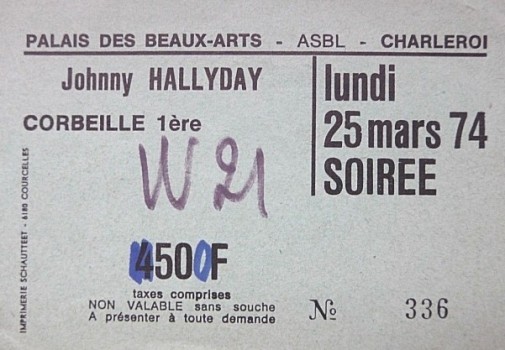 PALAIS DES BEAUX-ARTS - ASBL - CHARLEROI
Johnny HALLYDAY
CORBEILLE 1ère
lundi
25 mars 74
SOIREE
W 21
450F
taxes comprises
NON VALABLE sans souche
A présenter à toute demande
№ 336
IMPRIMERIE SCHAUTTEET - 6180 COURCELLES